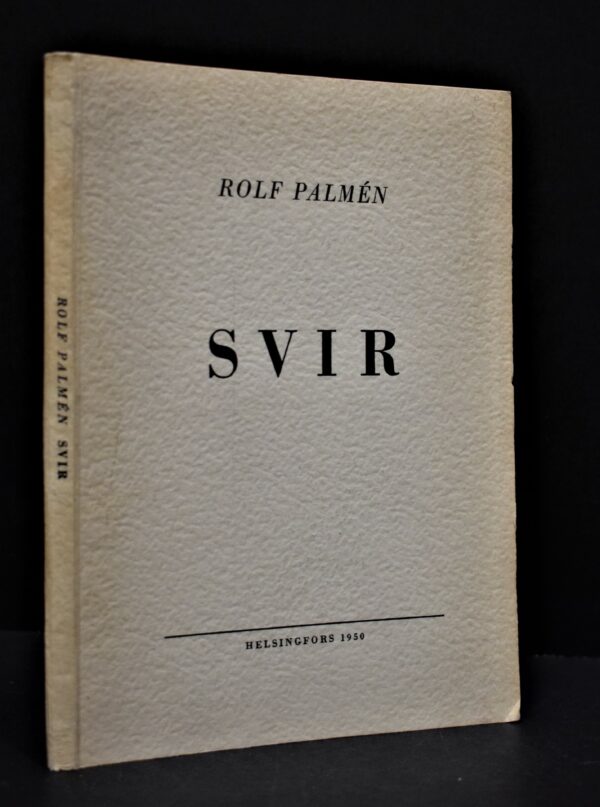 ROLF PALMÉN
SVIR
HELSINGFORS 1950
ROLF PALMÉN SVIR